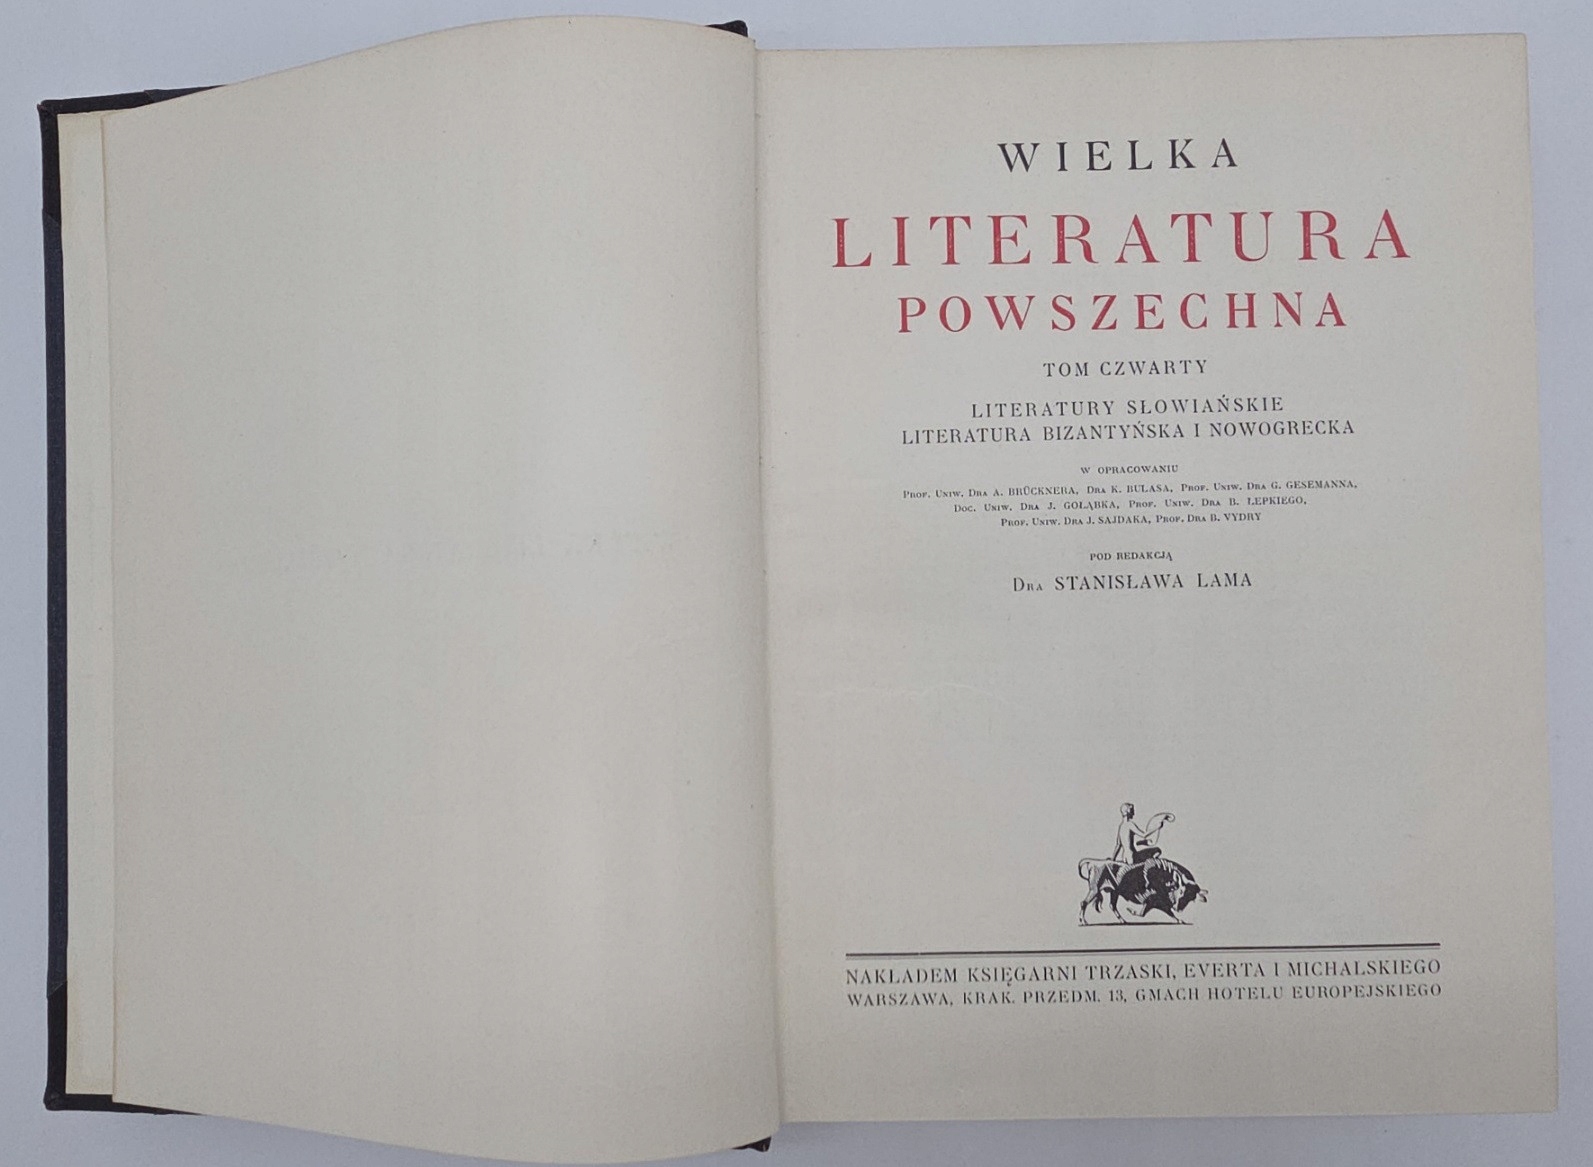 WIELKA
LITERATURA
POWSZECHNA
TOM CZWARTY
LITERATURY SŁOWIAŃSKIE
LITERATURA BIZANTYŃSKA I NOWOGRECKA
W OPRACOWANIU
Prof. Uniw. Dra A. BRÜCKNERA, Dra K. BULASA, Prof. Uniw. Dra G. GESEMANNA,
Doc. Uniw. Dra J. GOŁĄBKA, Prof. Uniw. Dra B. ŁEPKIEGO,
Prof. Uniw. Dra J. SAJDAKA, Prof. Dra B. VYDRY
POD REDAKCJĄ
Dra STANISŁAWA LAMA
NAKŁADEM KSIĘGARNI TRZASKI, EVERTA I MICHALSKIEGO
WARSZAWA, KRAK. PRZEDM. 13, GMACH HOTELU EUROPEJSKIEGO